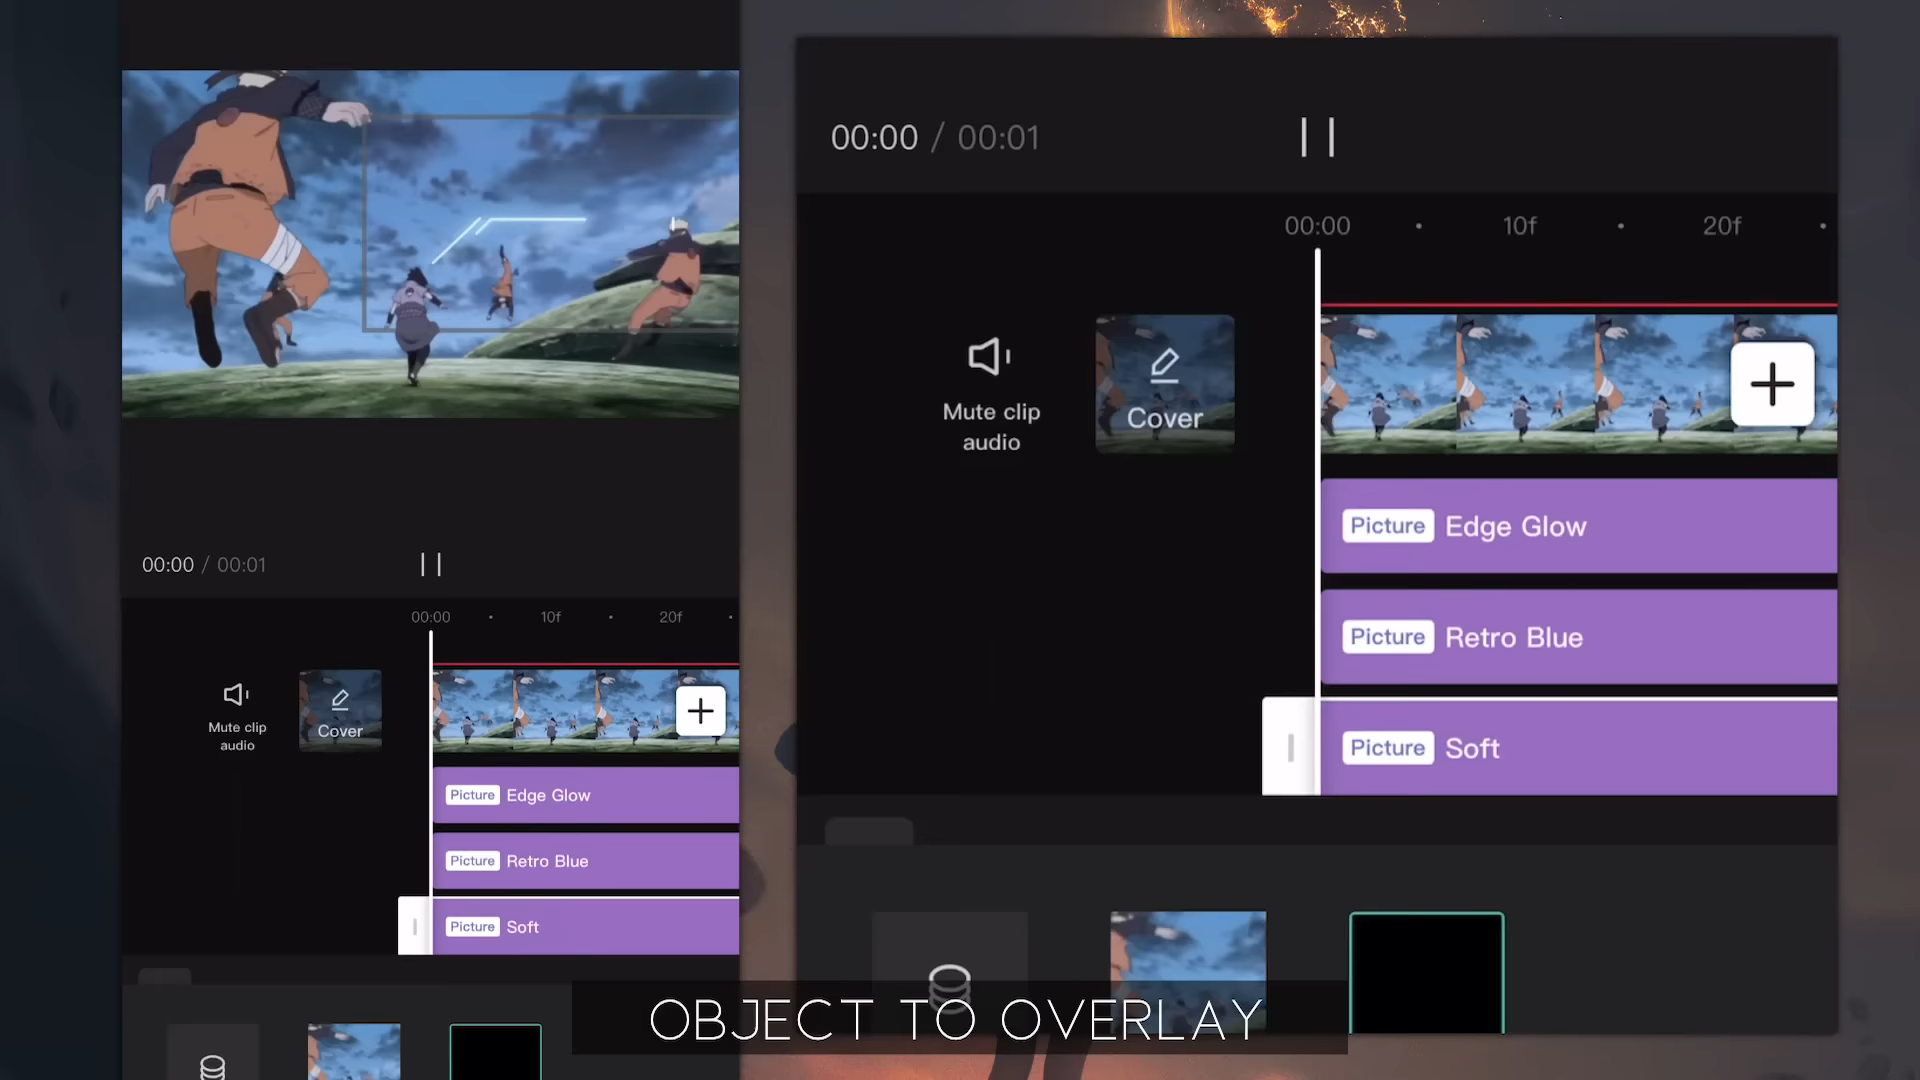 00:00 / 00:01
00:00 10f 20f
Mute clip
audio
Cover
Picture Edge Glow
Picture Retro Blue
Picture Soft
00:00 / 00:01
00:00 10f 20f
Mute clip
audio
Cover
Picture Edge Glow
Picture Retro Blue
Picture Soft
OBJECT TO OVERLAY